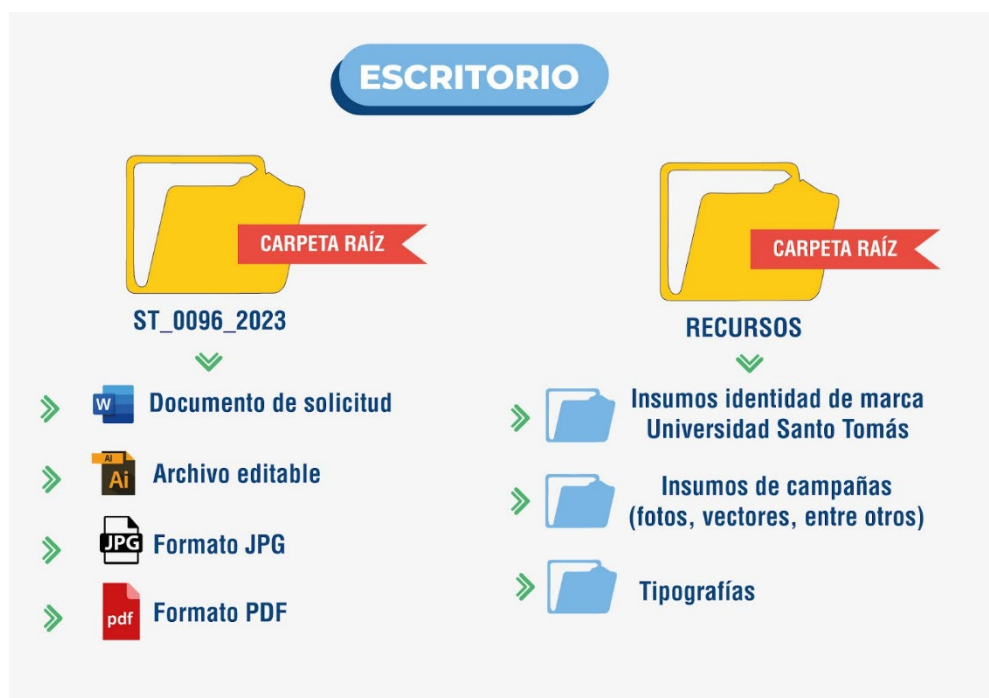 ESCRITORIO
CARPETA RAÍZ
ST_0096_2023
W
Documento de solicitud
AI
Ai
Archivo editable
JPG
Formato JPG
pdf
Formato PDF
CARPETA RAÍZ
RECURSOS
Insumos identidad de marca
Universidad Santo Tomás
Insumos de campañas
(fotos, vectores, entre otros)
Tipografías